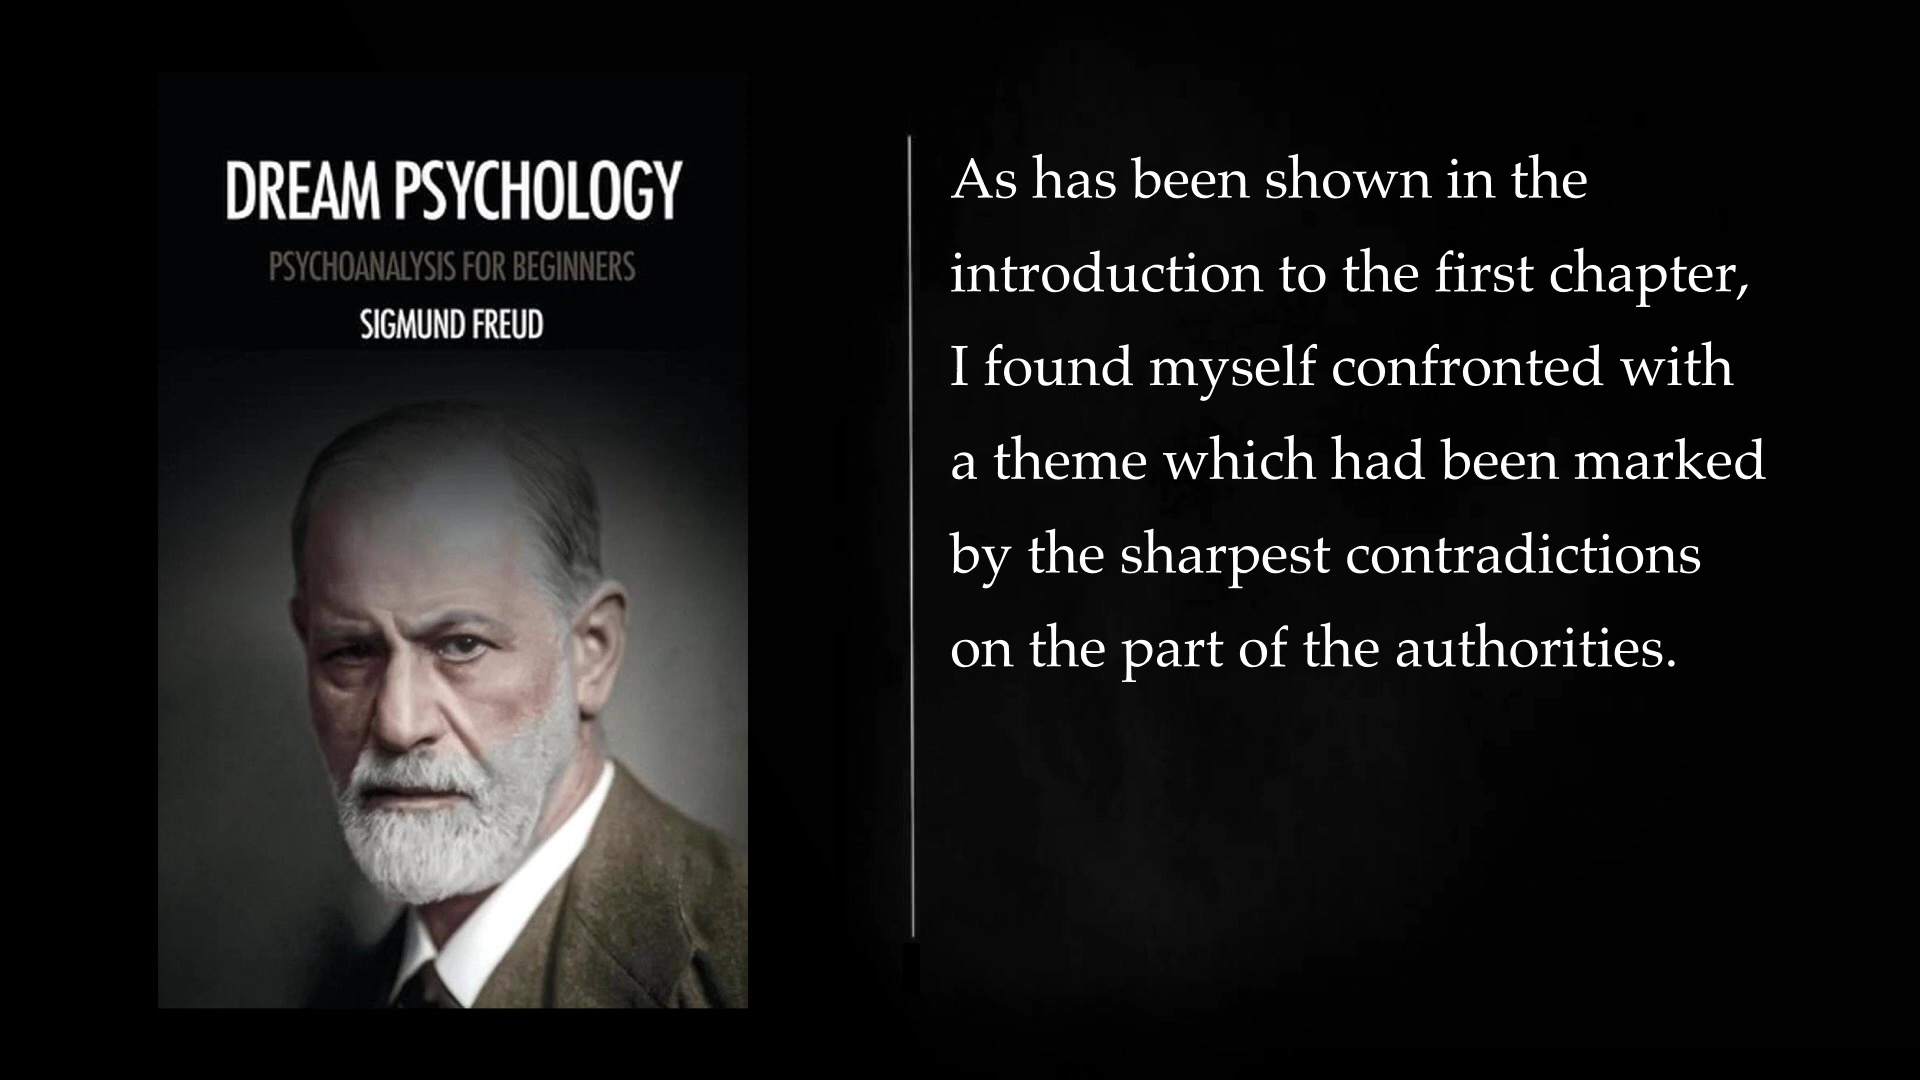 DREAM PSYCHOLOGY
PSYCHOANALYSIS FOR BEGINNERS
SIGMUND FREUD
As has been shown in the
introduction to the first chapter,
I found myself confronted with
a theme which had been marked
by the sharpest contradictions
on the part of the authorities.